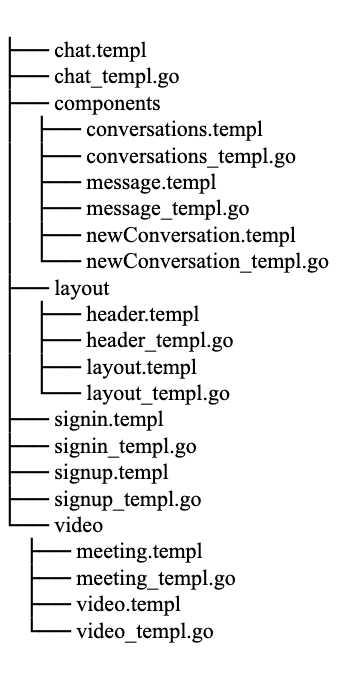 chat.templ
chat_templ.go
components
conversations.templ
conversations_templ.go
message.templ
message_templ.go
newConversation.templ
newConversation_templ.go
layout
header.templ
header_templ.go
layout.templ
layout_templ.go
signin.templ
signin_templ.go
signup.templ
signup_templ.go
video
meeting.templ
meeting_templ.go
video.templ
video_templ.go